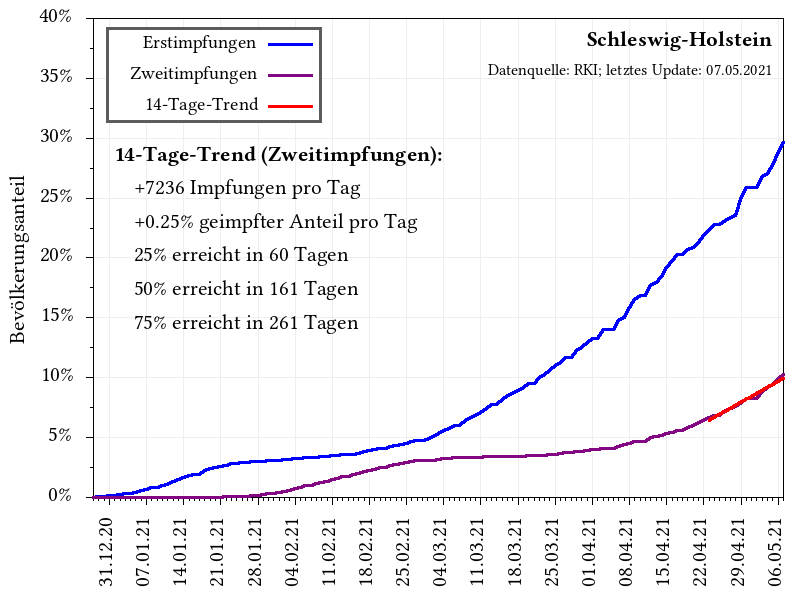 40%
35%
30%
25%
20%
15%
10%
5%
0%
Bevölkerungsanteil
Erstimpfungen
Zweitimpfungen
14-Tage-Trend
Schleswig-Holstein
Datenquelle: RKI; letztes Update: 07.05.2021
14-Tage-Trend (Zweitimpfungen):
+7236 Impfungen pro Tag
+0.25% geimpfter Anteil pro Tag
25% erreicht in 60 Tagen
50% erreicht in 161 Tagen
75% erreicht in 261 Tagen
31.12.20
07.01.21
14.01.21
21.01.21
28.01.21
04.02.21
11.02.21
18.02.21
25.02.21
04.03.21
11.03.21
18.03.21
25.03.21
01.04.21
08.04.21
15.04.21
22.04.21
29.04.21
06.05.21